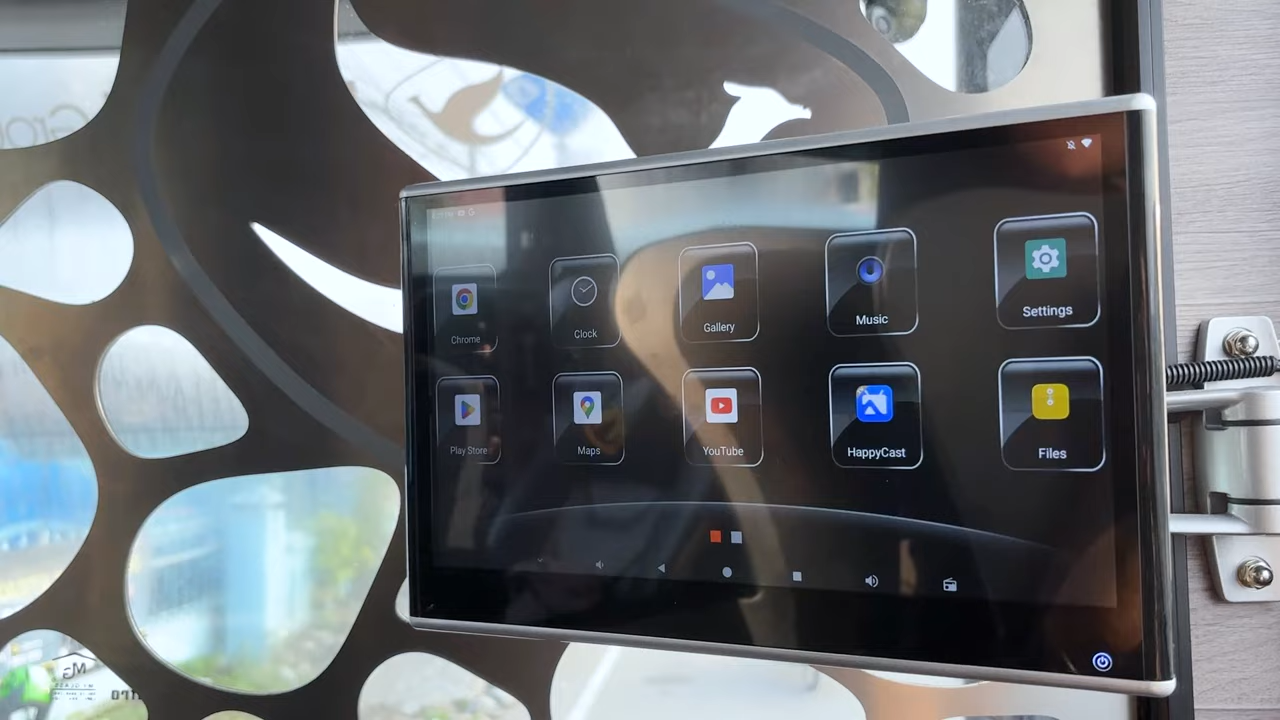 Chrome
Clock
Gallery
Music
Settings
Play Store
Maps
YouTube
HappyCast
Files